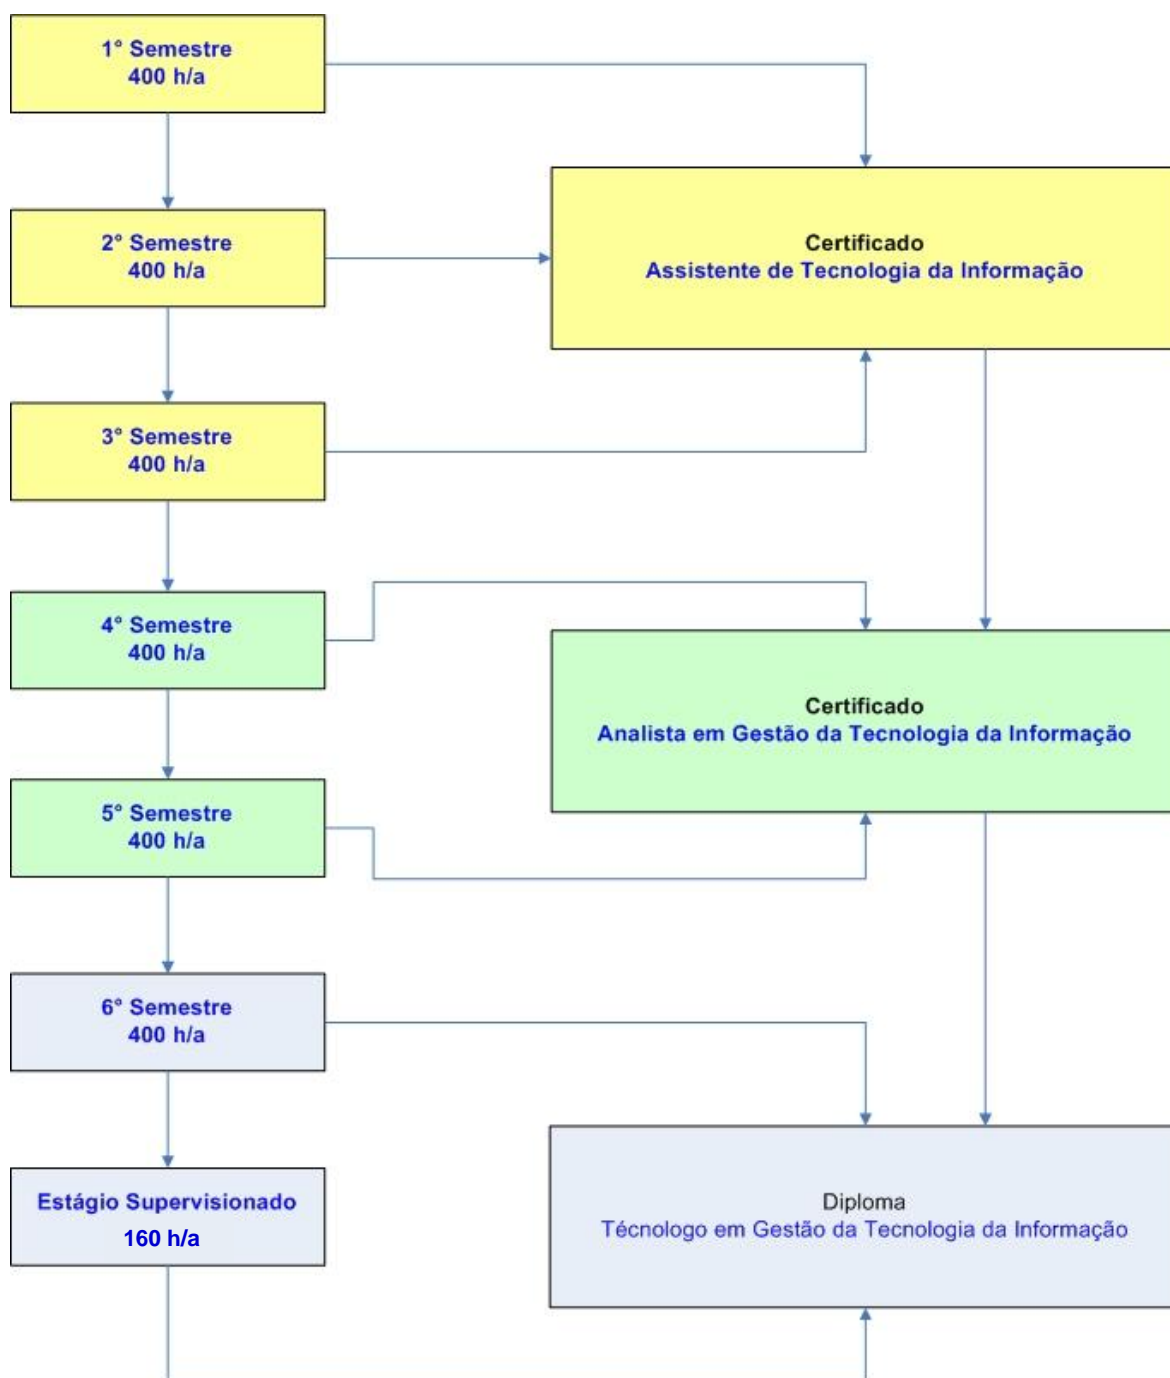 1° Semestre
400 h/a
2° Semestre
400 h/a
Certificado
Assistente de Tecnologia da Informação
3° Semestre
400 h/a
4° Semestre
400 h/a
Certificado
Analista em Gestão da Tecnologia da Informação
5° Semestre
400 h/a
6° Semestre
400 h/a
Estágio Supervisionado
160 h/a
Diploma
Técnologo em Gestão da Tecnologia da Informação